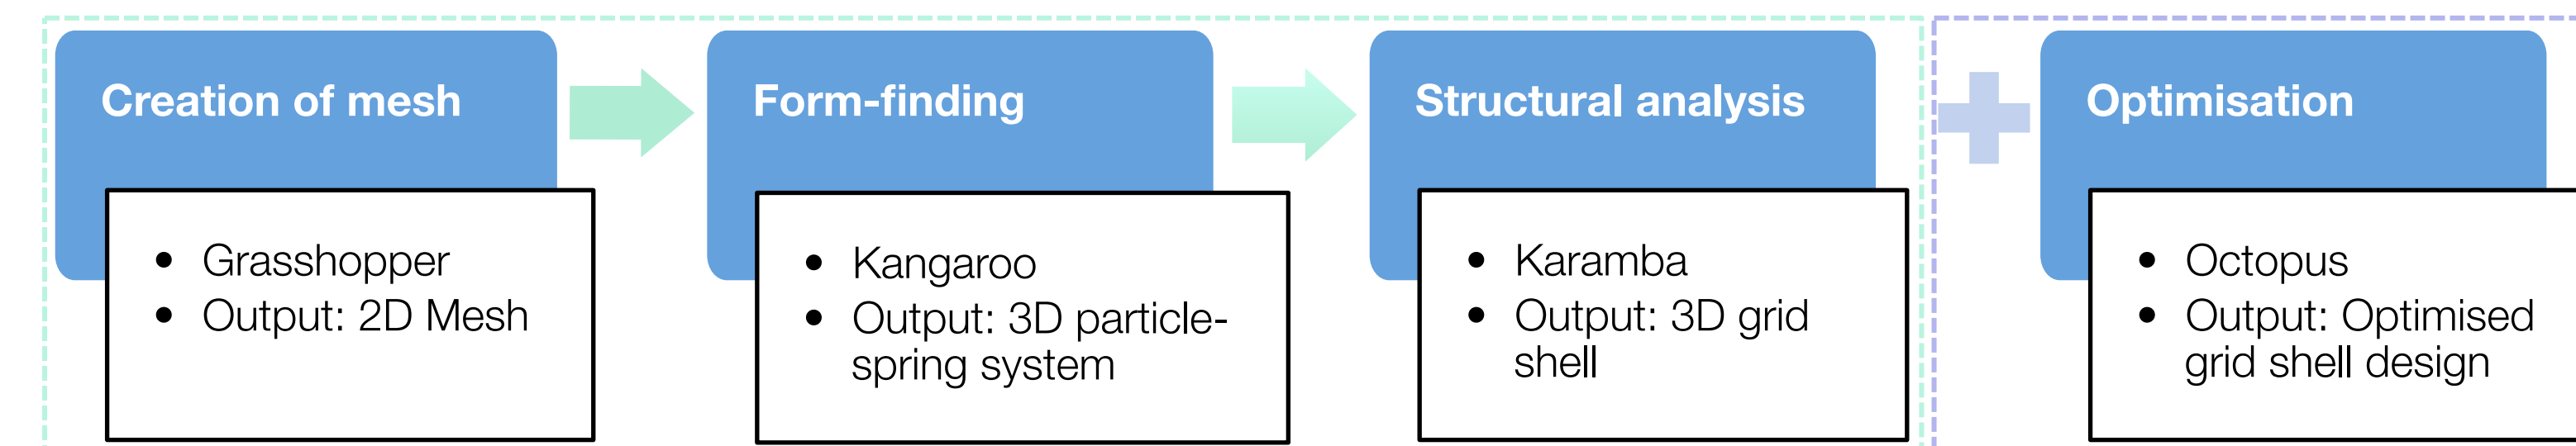 Creation of mesh
• Grasshopper
• Output: 2D Mesh
Form-finding
• Kangaroo
• Output: 3D particle-
spring system
Structural analysis
• Karamba
• Output: 3D grid
shell
Optimisation
• Octopus
• Output: Optimised
grid shell design